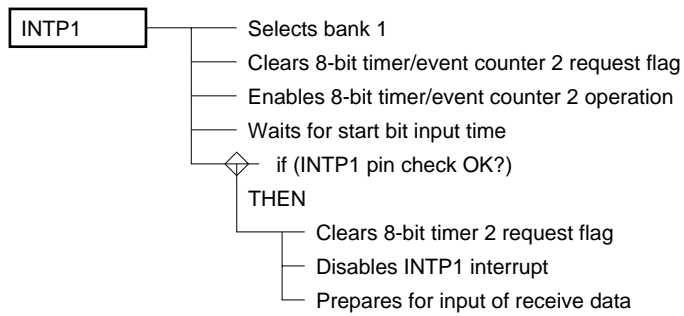 INTP1
Selects bank 1
Clears 8-bit timer/event counter 2 request flag
Enables 8-bit timer/event counter 2 operation
Waits for start bit input time
if (INTP1 pin check OK?)
THEN
Clears 8-bit timer 2 request flag
Disables INTP1 interrupt
Prepares for input of receive data